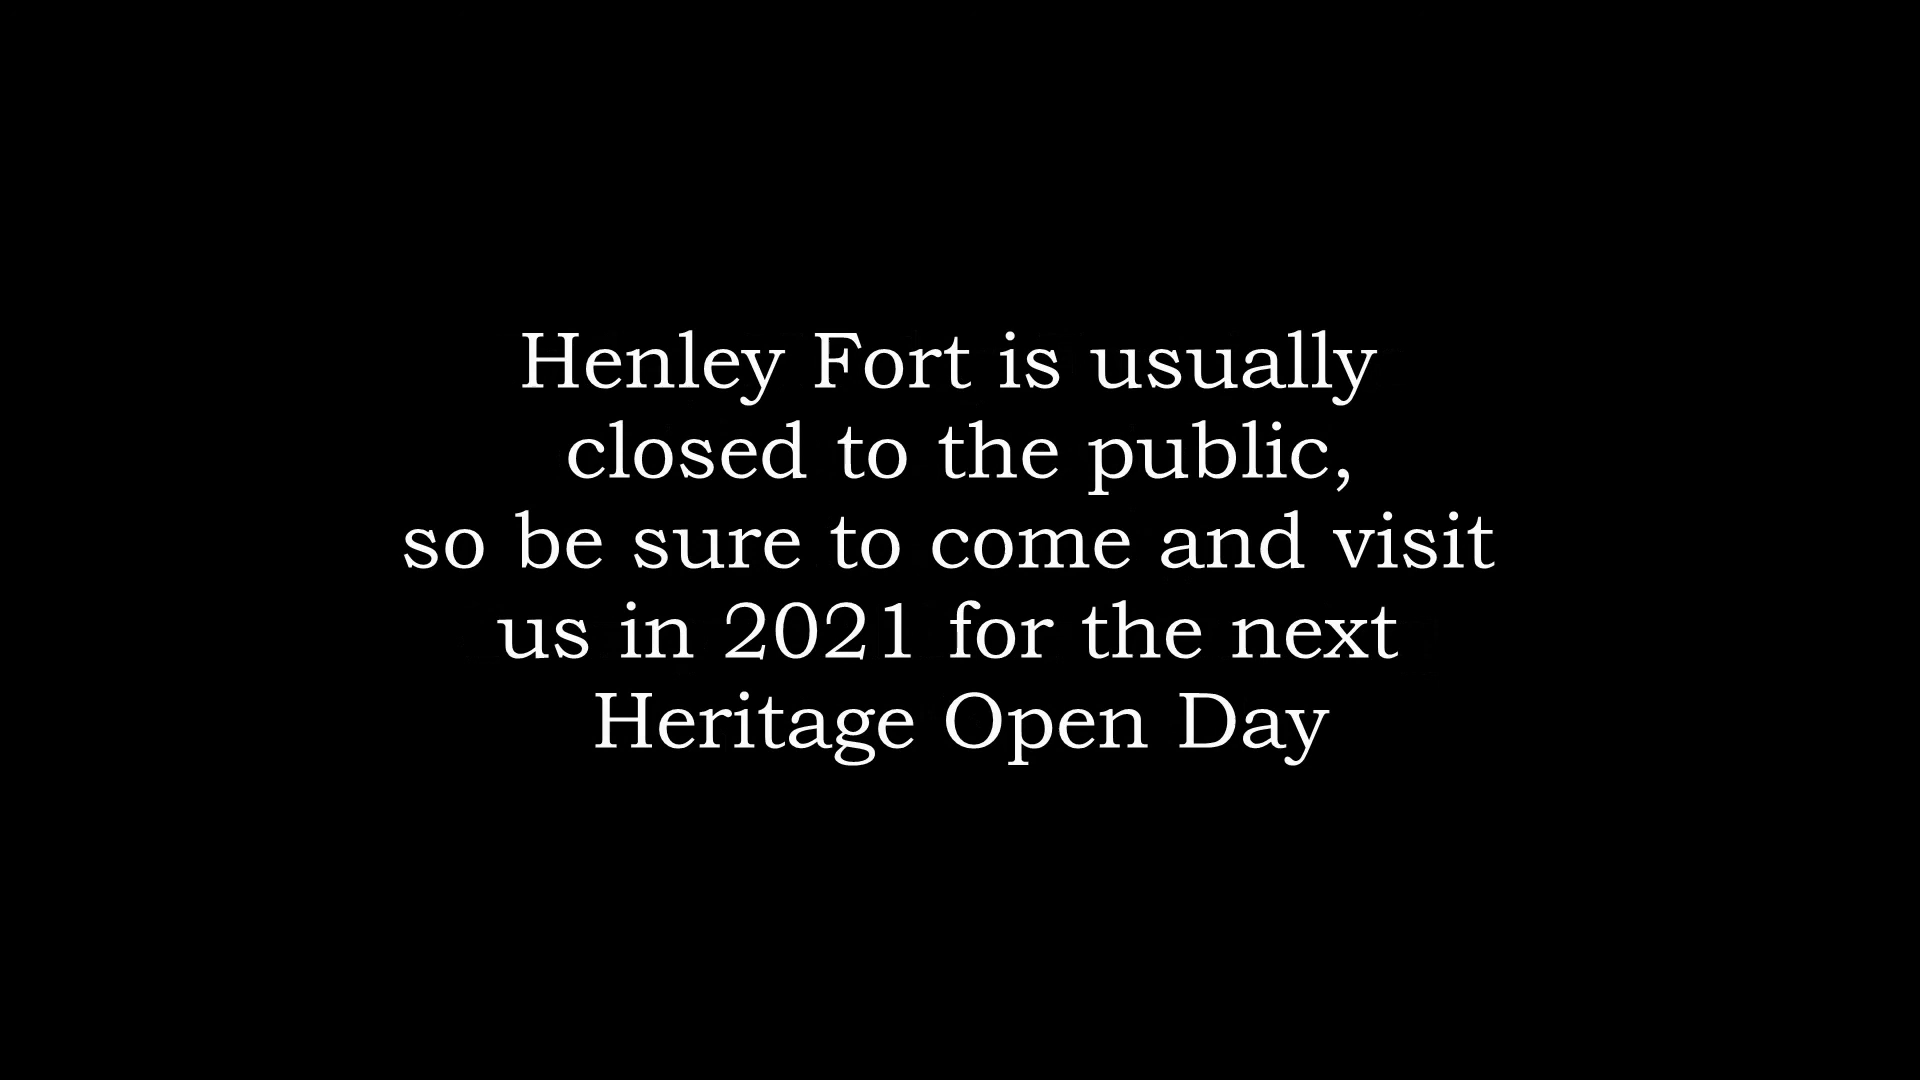 Henley Fort is usually
closed to the public,
so be sure to come and visit
us in 2021 for the next
Heritage Open Day